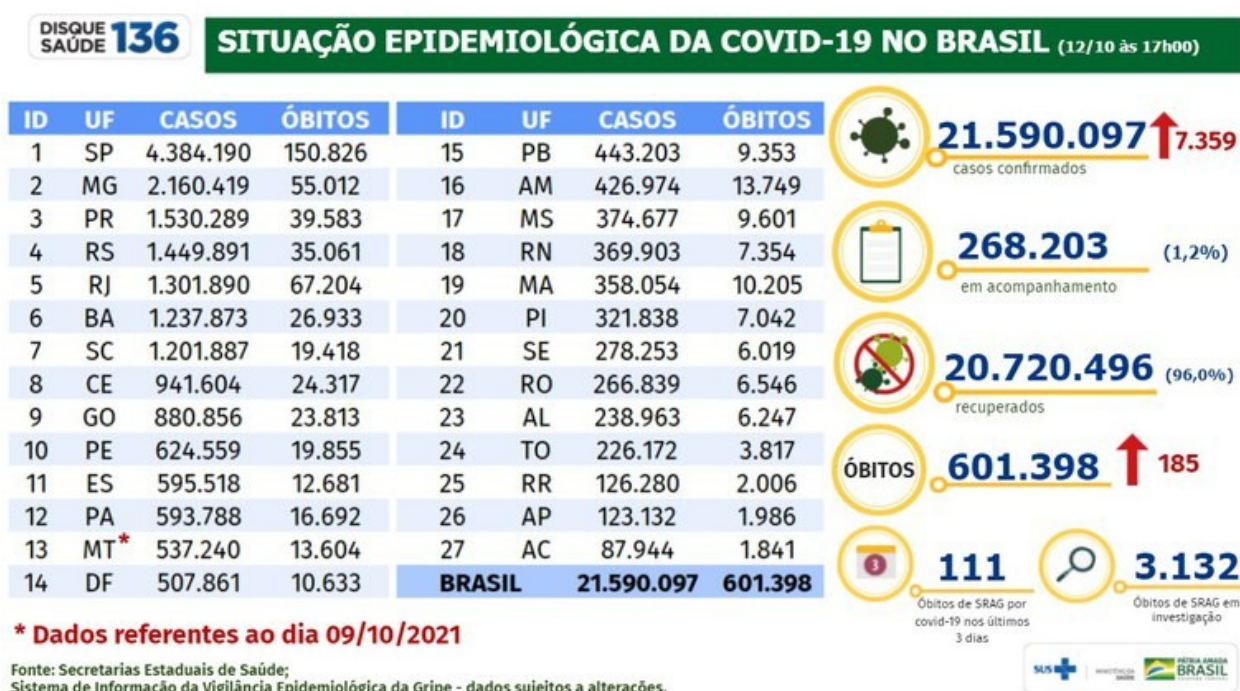 DISQUE
SAÚDE 136
SITUAÇÃO EPIDEMIOLÓGICA DA COVID-19 NO BRASIL (12/10 às 17h00)
ID UF CASOS ÓBITOS
1 SP 4.384.190 150.826
2 MG 2.160.419 55.012
3 PR 1.530.289 39.583
4 RS 1.449.891 35.061
5 RJ 1.301.890 67.204
6 BA 1.237.873 26.933
7 SC 1.201.887 19.418
8 CE 941.604 24.317
9 GO 880.856 23.813
10 PE 624.559 19.855
11 ES 595.518 12.681
12 PA 593.788 16.692
13 MT* 537.240 13.604
14 DF 507.861 10.633
ID UF CASOS ÓBITOS
15 PB 443.203 9.353
16 AM 426.974 13.749
17 MS 374.677 9.601
18 RN 369.903 7.354
19 MA 358.054 10.205
20 PI 321.838 7.042
21 SE 278.253 6.019
22 RO 266.839 6.546
23 AL 238.963 6.247
24 TO 226.172 3.817
25 RR 126.280 2.006
26 AP 123.132 1.986
27 AC 87.944 1.841
BRASIL 21.590.097 601.398
21.590.097 7.359
casos confirmados
268.203 (1,2%)
em acompanhamento
20.720.496 (96,0%)
recuperados
ÓBITOS 601.398 185
3
111
Óbitos de SRAG por
covid-19 nos últimos
3 dias
3.132
Óbitos de SRAG em
investigação
* Dados referentes ao dia 09/10/2021
Fonte: Secretarias Estaduais de Saúde;
Sistema de Informação da Vigilância Epidemiológica da Gripe - dados sujeitos a alterações.
SUS
MINISTÉRIO DA
SAÚDE
PÁTRIA AMADA
BRASIL